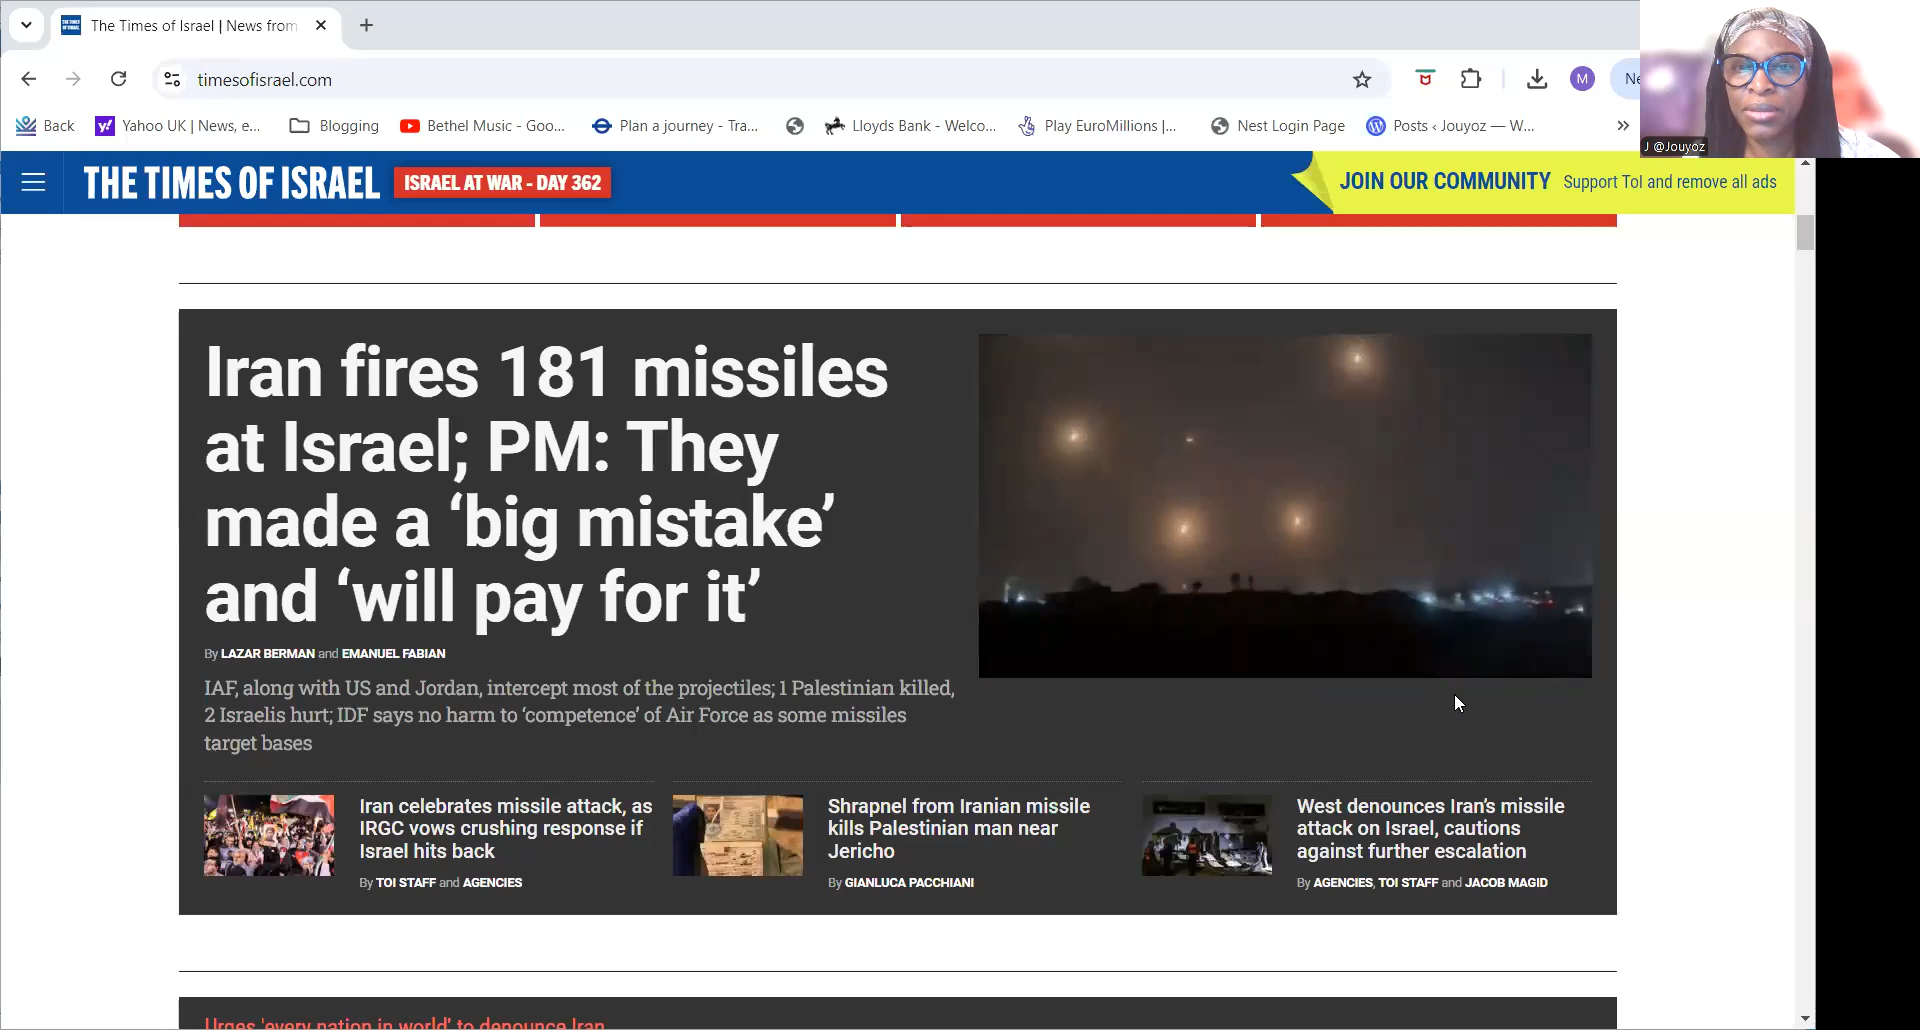 The Times of Israel | News from
timesofisrael.com
M
Ne
Back
Yahoo UK | News, e...
Blogging
Bethel Music - Goo...
Plan a journey - Tra...
Lloyds Bank - Welco...
Play EuroMillions |...
Nest Login Page
Posts ‹ Jouyoz — W...
»
J @Jouyoz
THE TIMES OF ISRAEL
ISRAEL AT WAR - DAY 362
JOIN OUR COMMUNITY Support ToI and remove all ads
Iran fires 181 missiles
at Israel; PM: They
made a ‘big mistake’
and ‘will pay for it’
By LAZAR BERMAN and EMANUEL FABIAN
IAF, along with US and Jordan, intercept most of the projectiles; 1 Palestinian killed,
2 Israelis hurt; IDF says no harm to ‘competence’ of Air Force as some missiles
target bases
Iran celebrates missile attack, as
IRGC vows crushing response if
Israel hits back
By TOI STAFF and AGENCIES
Shrapnel from Iranian missile
kills Palestinian man near
Jericho
By GIANLUCA PACCHIANI
West denounces Iran’s missile
attack on Israel, cautions
against further escalation
By AGENCIES, TOI STAFF and JACOB MAGID
Urges 'every nation in world' to denounce Iran